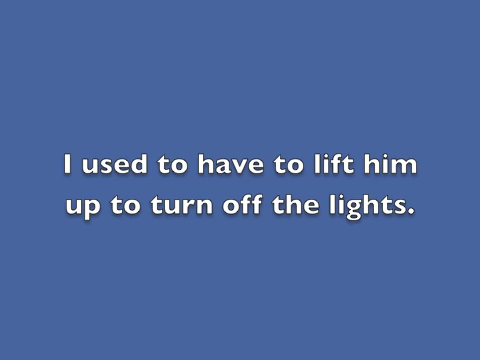 I used to have to lift him
up to turn off the lights.